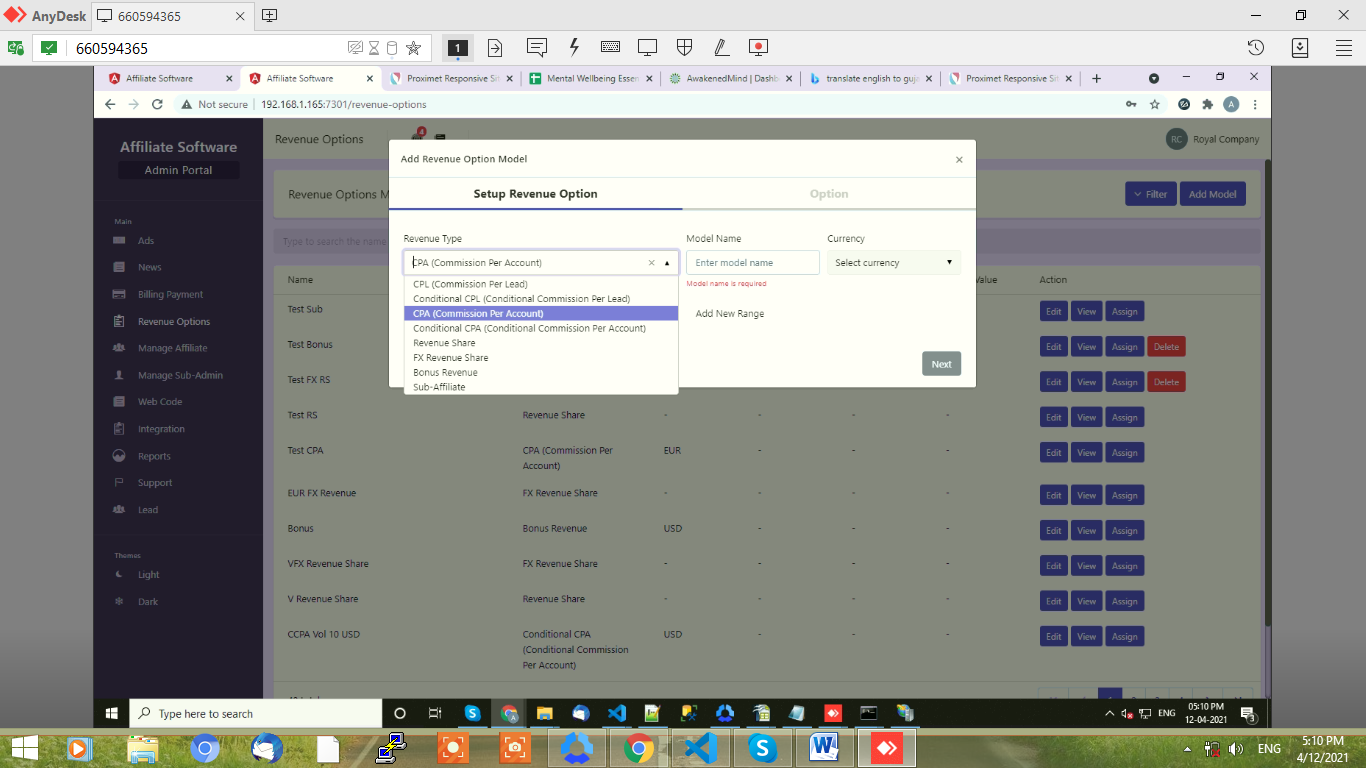 AnyDesk
660594365
660594365
1
Affiliate Software
Affiliate Software
Proximet Responsive Sit
Mental Wellbeing Essen
AwakenedMind | Dashb
translate english to guja
Proximet Responsive Sit
Not secure
192.168.1.165:7301/revenue-options
A
Affiliate Software
Admin Portal
Main
Ads
News
Billing Payment
Revenue Options
Manage Affiliate
Manage Sub-Admin
Web Code
Integration
Reports
Support
Lead
Themes
Light
Dark
Revenue Options
4
RC
Royal Company
Revenue Options M
Filter
Add Model
Type to search the name
Add Revenue Option Model
×
Setup Revenue Option
Option
Revenue Type
Model Name
Currency
CPA (Commission Per Account)
Enter model name
Select currency
Model name is required
Add New Range
CPL (Commission Per Lead)
Conditional CPL (Conditional Commission Per Lead)
CPA (Commission Per Account)
Conditional CPA (Conditional Commission Per Account)
Revenue Share
FX Revenue Share
Bonus Revenue
Sub-Affiliate
Next
Name
Value
Action
Test Sub
Edit View Assign
Test Bonus
Edit View Assign Delete
Test FX RS
Edit View Assign Delete
Test RS Revenue Share - - - - Edit View Assign
Test CPA CPA (Commission Per Account) EUR - - - Edit View Assign
EUR FX Revenue FX Revenue Share - - - - Edit View Assign
Bonus Bonus Revenue USD - - - Edit View Assign
VFX Revenue Share FX Revenue Share - - - - Edit View Assign
V Revenue Share Revenue Share - - - - Edit View Assign
CCPA Vol 10 USD Conditional CPA (Conditional Commission Per Account) USD - - - Edit View Assign
Type here to search
ENG
05:10 PM
12-04-2021
3
ENG
5:10 PM
4/12/2021